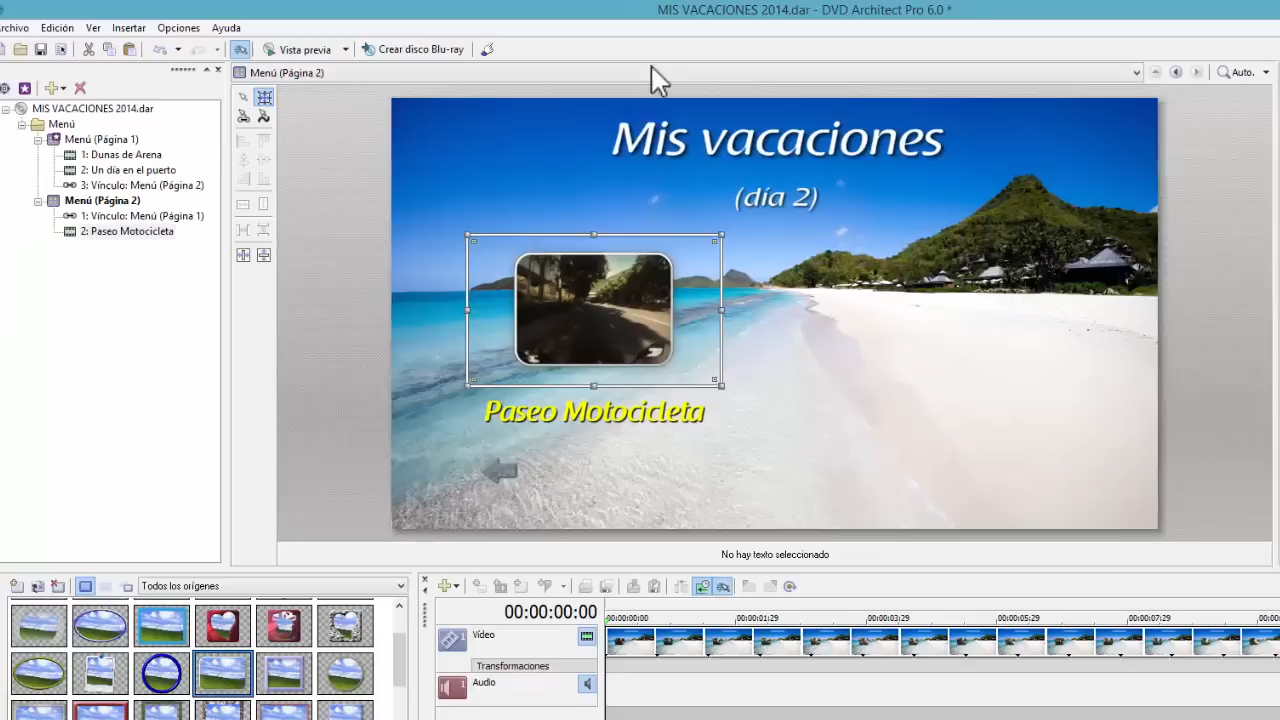 MIS VACACIONES 2014.dar - DVD Architect Pro 6.0 *
Archivo Edición Ver Insertar Opciones Ayuda
Vista previa Crear disco Blu-ray
Menú (Página 2) Auto.
MIS VACACIONES 2014.dar
Menú
Menú (Página 1)
1: Dunas de Arena
2: Un día en el puerto
3: Vínculo: Menú (Página 2)
Menú (Página 2)
1: Vínculo: Menú (Página 1)
2: Paseo Motocicleta
Mis vacaciones
(día 2)
Paseo Motocicleta
No hay texto seleccionado
Todos los orígenes
00:00:00:00
00:00:00:00 00:00:01:29 00:00:03:29 00:00:05:29 00:00:07:29
1 Vídeo
Transformaciones
1 Audio